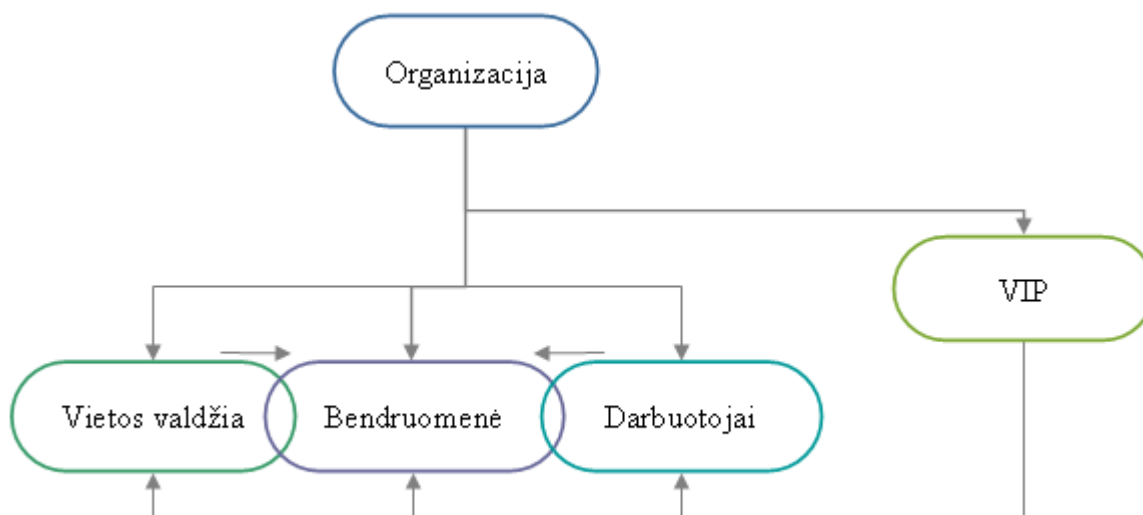 Organizacija
VIP
Vietos valdžia
Bendruomenė
Darbuotojai